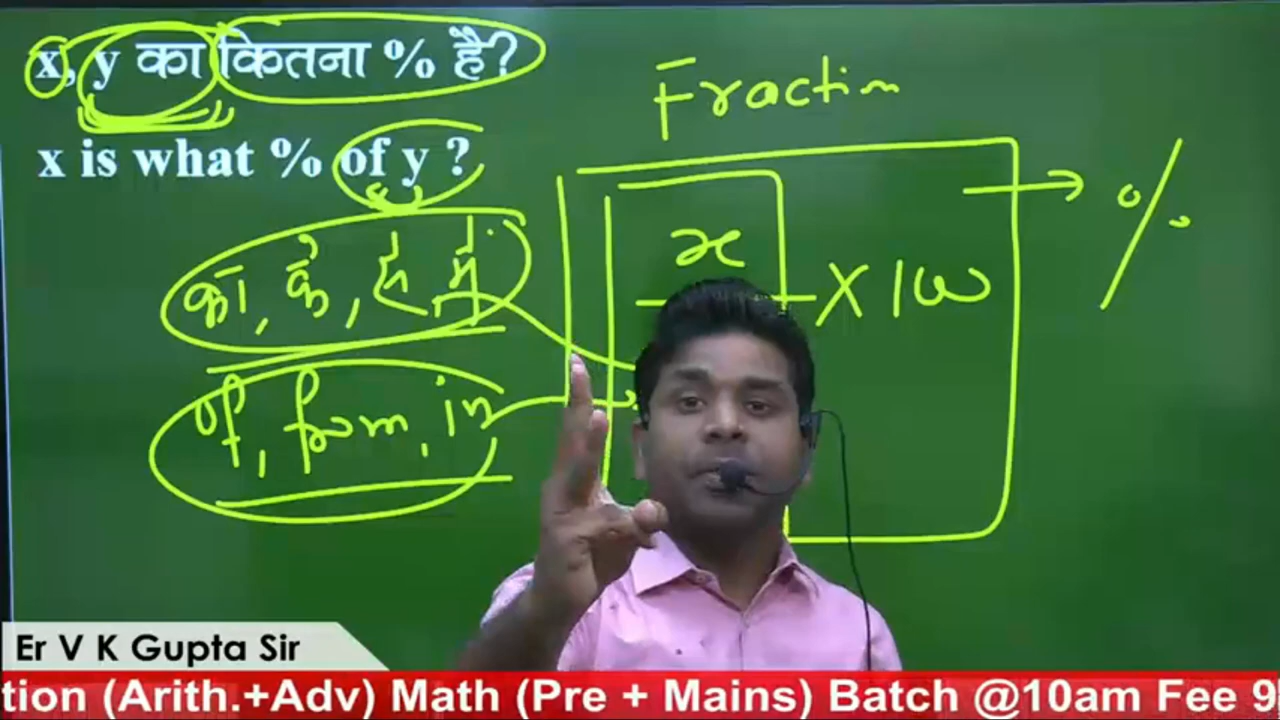 x, y का कितना % है?
x is what % of y ?
Fraction
का, के, से में
of, from, in
x
X 100
%
Er V K Gupta Sir
tion (Arith.+Adv) Math (Pre + Mains) Batch @10am Fee 9